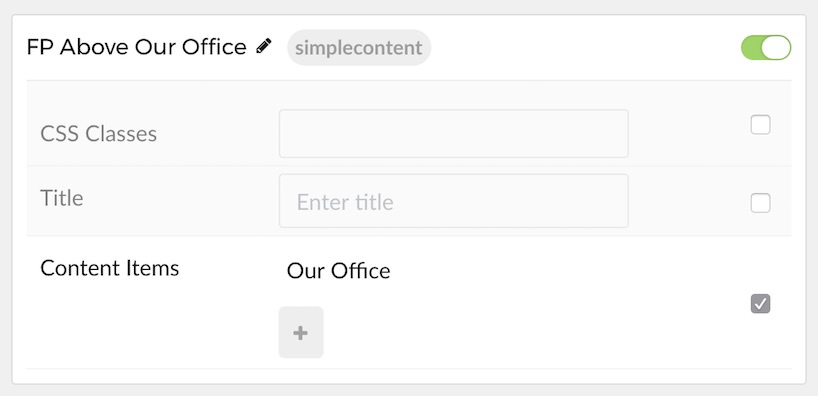 FP Above Our Office simplecontent
CSS Classes
Title Enter title
Content Items Our Office
+